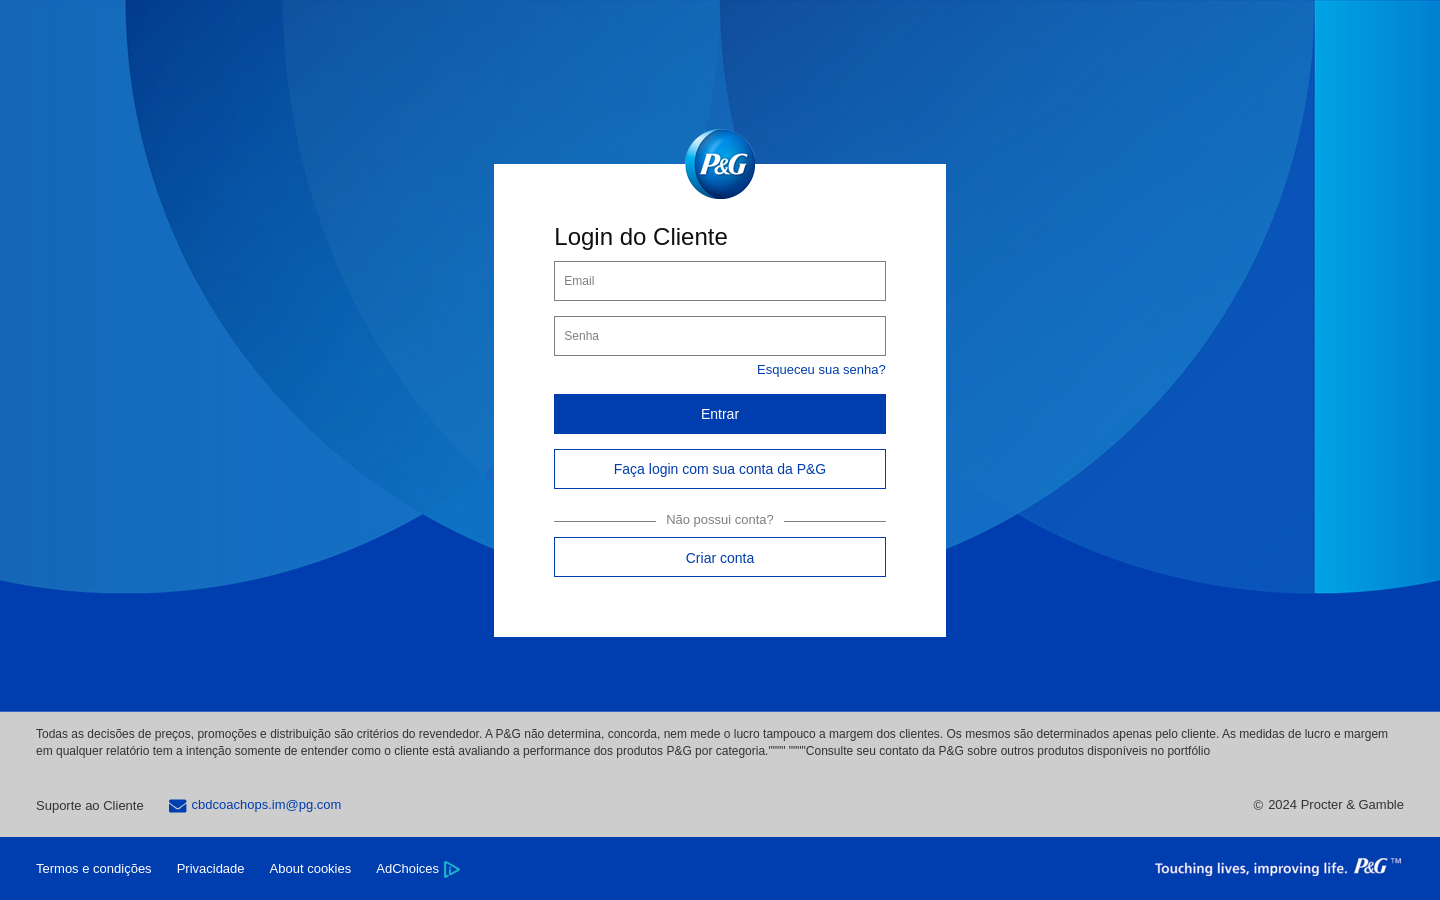 P&G
Login do Cliente
Email
Senha
Esqueceu sua senha?
Entrar
Faça login com sua conta da P&G
Não possui conta?
Criar conta
Todas as decisões de preços, promoções e distribuição são critérios do revendedor. A P&G não determina, concorda, nem mede o lucro tampouco a margem dos clientes. Os mesmos são determinados apenas pelo cliente. As medidas de lucro e margem
em qualquer relatório tem a intenção somente de entender como o cliente está avaliando a performance dos produtos P&G por categoria."""" """"Consulte seu contato da P&G sobre outros produtos disponíveis no portfólio
Suporte ao Cliente cbdcoachops.im@pg.com © 2024 Procter & Gamble
Termos e condições Privacidade About cookies AdChoices Touching lives, improving life. P&G™